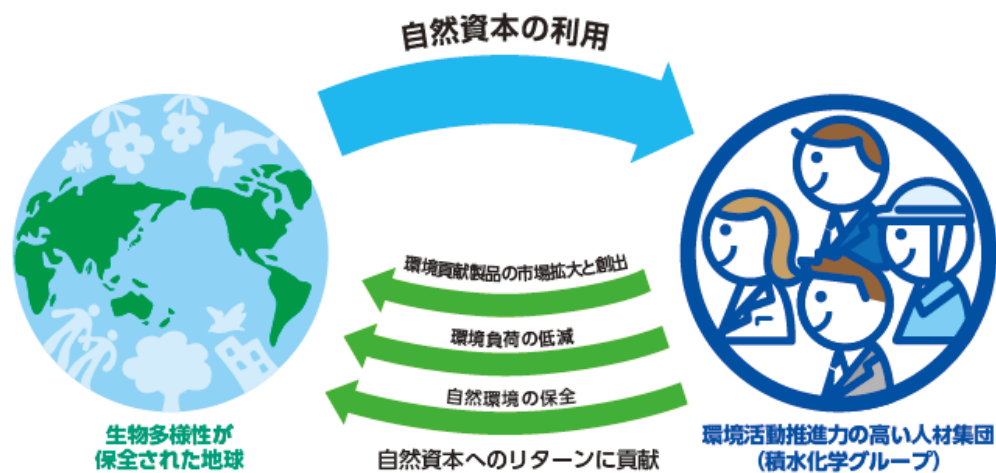 自然資本の利用
環境貢献製品の市場拡大と創出
環境負荷の低減
自然環境の保全
自然資本へのリターンに貢献
生物多様性が
保全された地球
環境活動推進力の高い人材集団
（積水化学グループ）